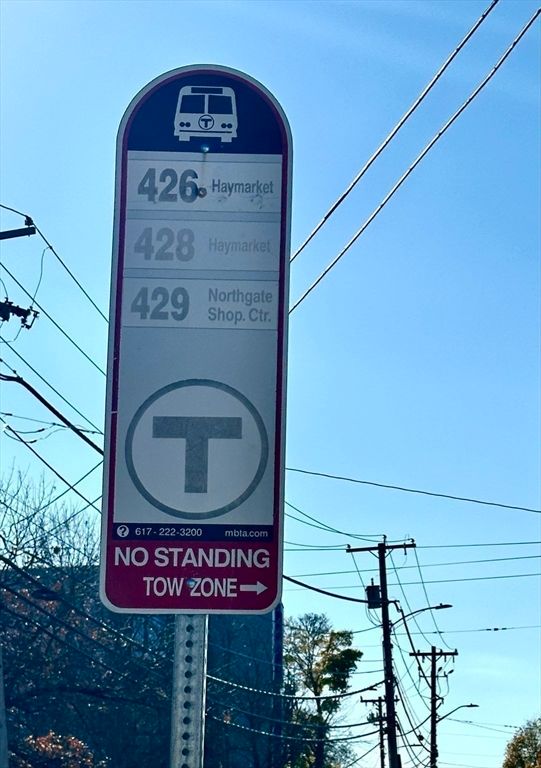 T
426 Haymarket
428 Haymarket
429 Northgate
Shop. Ctr.
T
? 617-222-3200 mbta.com
NO STANDING
TOW ZONE →